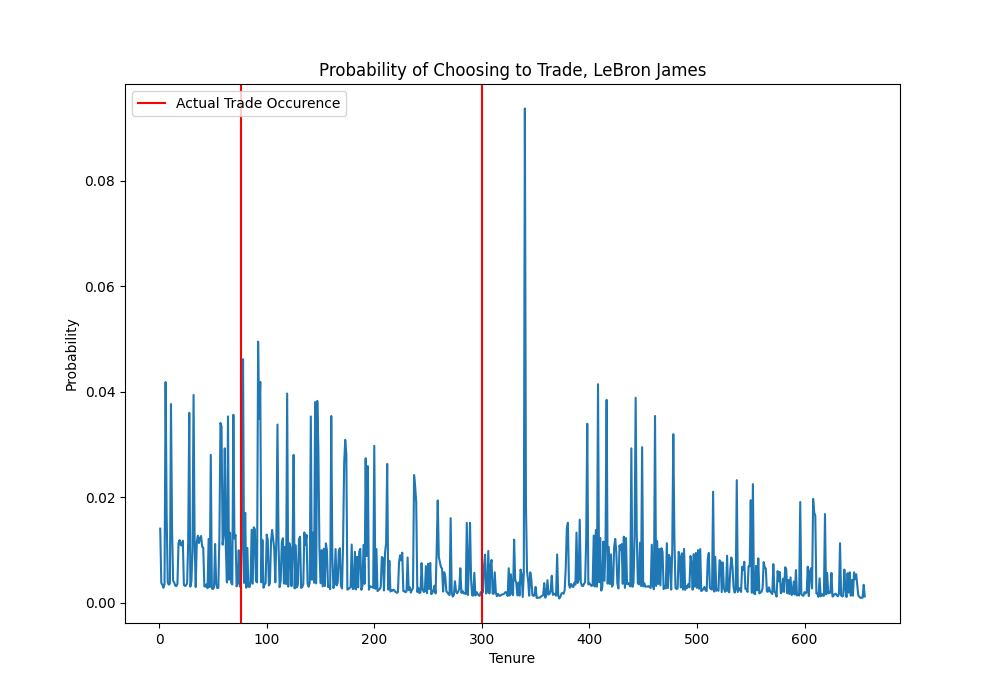 Probability of Choosing to Trade, LeBron James
Actual Trade Occurence
Probability
0.08
0.06
0.04
0.02
0.00
0 100 200 300 400 500 600
Tenure